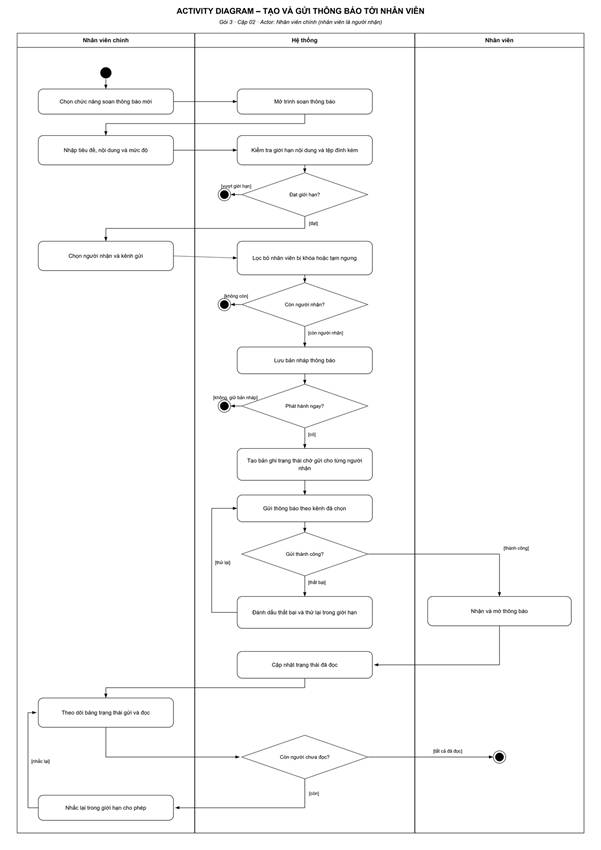 ACTIVITY DIAGRAM – TẠO VÀ GỬI THÔNG BÁO TỚI NHÂN VIÊN
Gói 3 · Cặp 02 · Actor: Nhân viên chính (nhân viên là người nhận)
Nhân viên chính
Hệ thống
Nhân viên
Chọn chức năng soạn thông báo mới
Mở trình soạn thông báo
Nhập tiêu đề, nội dung và mức độ
Kiểm tra giới hạn nội dung và tệp đính kèm
[vượt giới hạn]
Đạt giới hạn?
[đạt]
Chọn người nhận và kênh gửi
Lọc bỏ nhân viên bị khóa hoặc tạm ngưng
[không còn]
Còn người nhận?
[còn người nhận]
Lưu bản nháp thông báo
[không, giữ bản nháp]
Phát hành ngay?
[có]
Tạo bản ghi trạng thái chờ gửi cho từng người
nhận
Gửi thông báo theo kênh đã chọn
Gửi thành công?
[thành công]
[thử lại]
[thất bại]
Đánh dấu thất bại và thử lại trong giới hạn
Nhận và mở thông báo
Cập nhật trạng thái đã đọc
Theo dõi bảng trạng thái gửi và đọc
Còn người chưa đọc?
[tất cả đã đọc]
[nhắc lại]
[còn]
Nhắc lại trong giới hạn cho phép